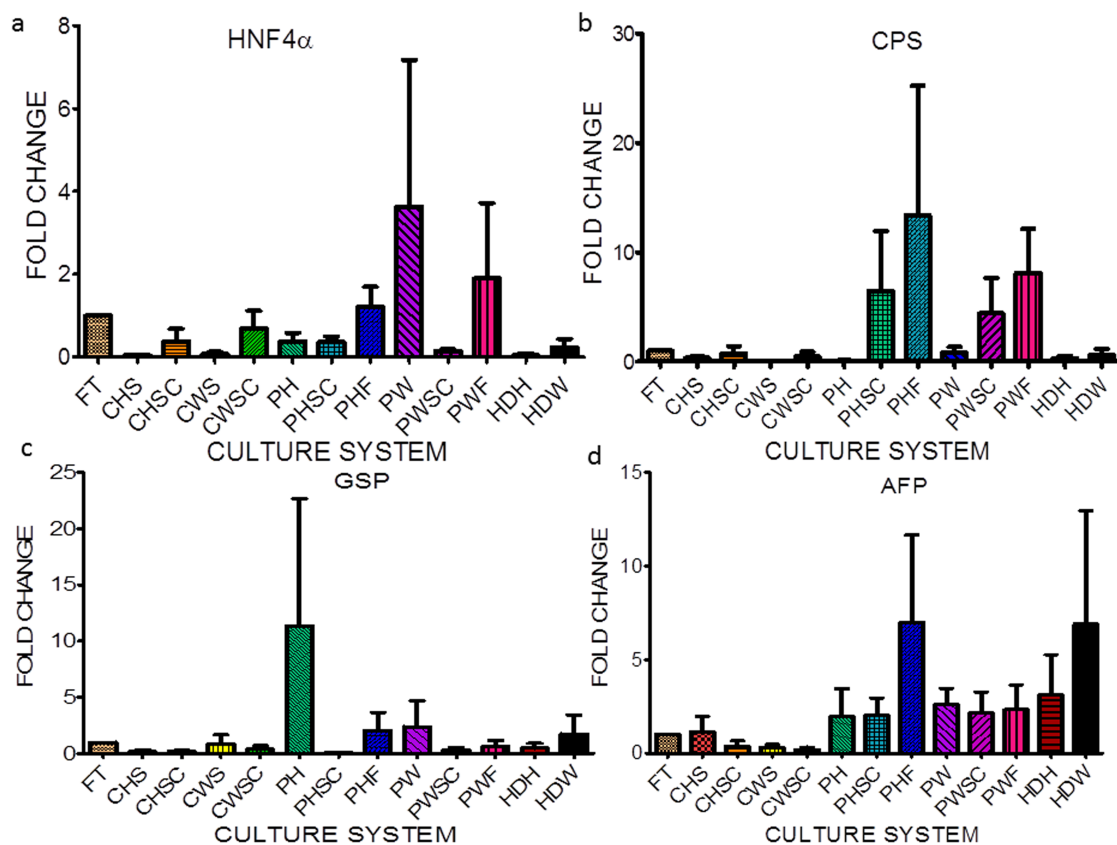 a
HNF4α
FOLD CHANGE
8
6
4
2
0
FT
CHS
CHSC
CWS
CWSC
PH
PHSC
PHF
PW
PWSC
PWF
HDH
HDW
CULTURE SYSTEM
b
CPS
FOLD CHANGE
30
20
10
0
FT
CHS
CHSC
CWS
CWSC
PH
PHSC
PHF
PW
PWSC
PWF
HDH
HDW
CULTURE SYSTEM
c
GSP
FOLD CHANGE
25
20
15
10
5
0
FT
CHS
CHSC
CWS
CWSC
PH
PHSC
PHF
PW
PWSC
PWF
HDH
HDW
CULTURE SYSTEM
d
AFP
FOLD CHANGE
15
10
5
0
FT
CHS
CHSC
CWS
CWSC
PH
PHSC
PHF
PW
PWSC
PWF
HDH
HDW
CULTURE SYSTEM